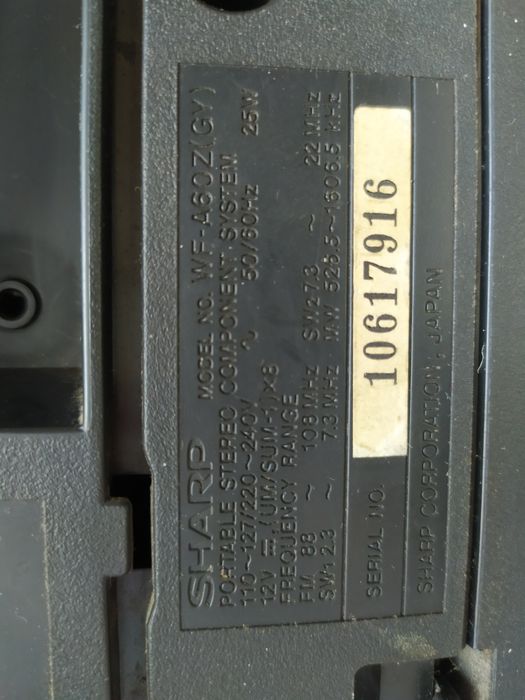 SHARP MODEL NO. WF-A60Z(GY)
PORTABLE STEREO COMPONENT SYSTEM
110~127/220~240V ~ 50/60Hz 25W
12V ⎓ (UM/SUM-1)×8
FREQUENCY RANGE
FM 88 ~ 108 MHz SW2 7.3 ~ 22 MHz
SW1 2.3 ~ 7.3 MHz MW 526.5~1606.5 kHz
SERIAL NO. 10617916
SHARP CORPORATION, JAPAN